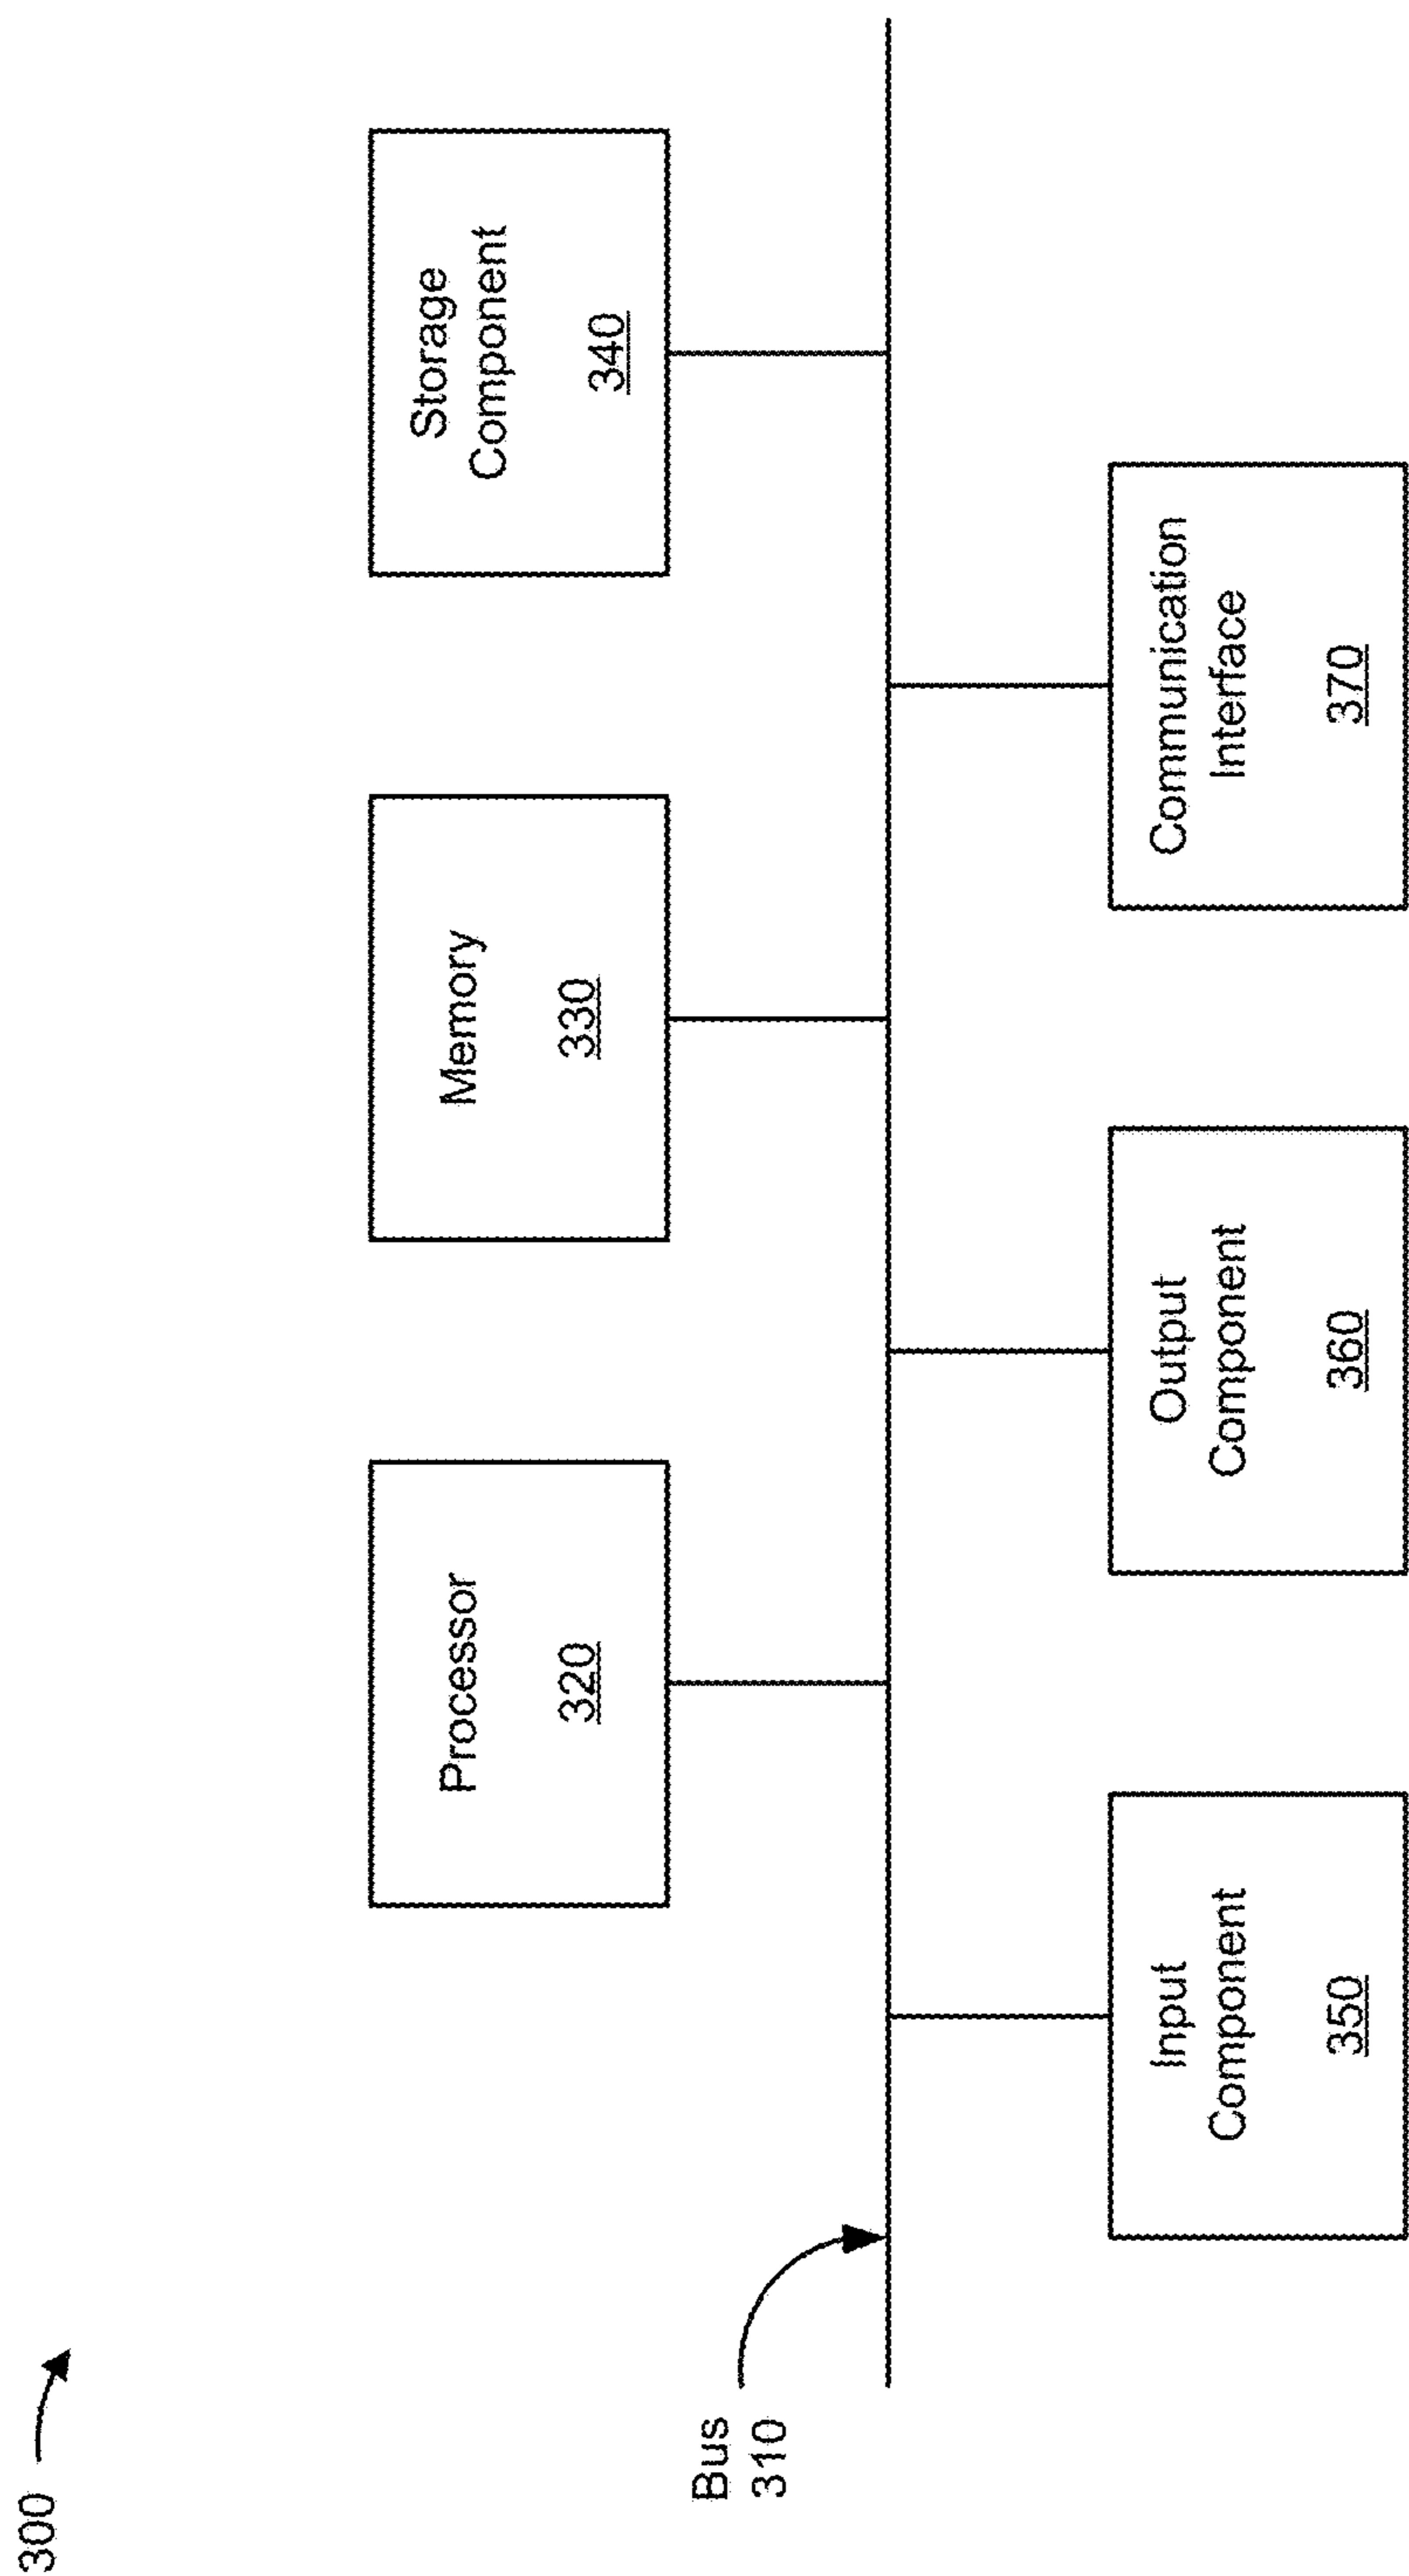 300
Processor
320
Memory
330
Storage
Component
340
Bus
310
Input
Component
350
Output
Component
360
Communication
Interface
370